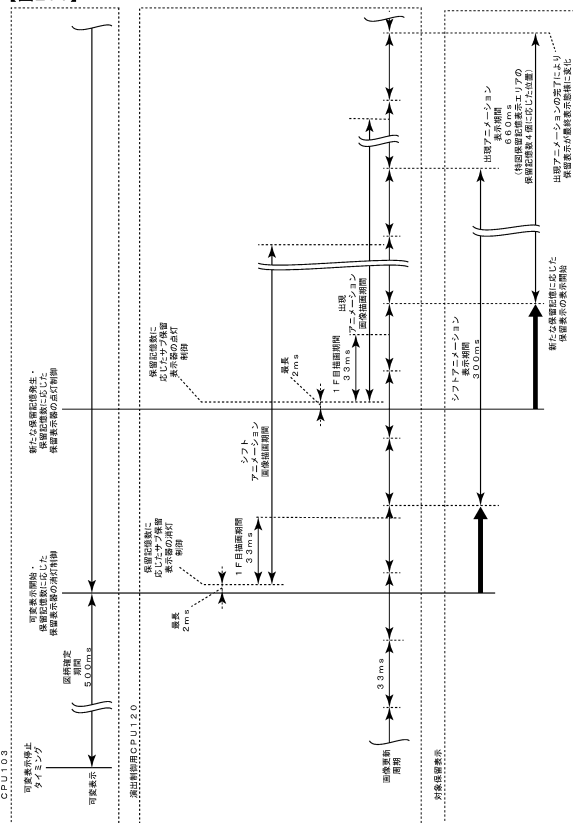 CPU103
可変表示停止
タイミング
可変表示
図柄確定
期間
500ms
可変表示開始・
保留記憶数に応じた
保留表示器の消灯制御
新たな保留記憶発生・
保留記憶数に応じた
保留表示器の点灯制御
演出制御用CPU120
最長
2ms
保留記憶数に
応じたサブ保留
表示器の消灯
制御
1F目描画期間
33ms
シフト
アニメーション
画像描画期間
保留記憶数に
応じたサブ保留
表示器の点灯
制御
最長
2ms
1F目描画期間
33ms
出現
アニメーション
画像描画期間
画像更新
周期
33ms
対象保留表示
シフトアニメーション
表示期間
300ms
新たな保留記憶に応じた
保留表示の表示開始
出現アニメーション
表示期間
660ms
(特図保留記憶表示エリアの
保留記憶数4個に応じた位置)
出現アニメーションの完了により
保留表示が最終表示態様に変化